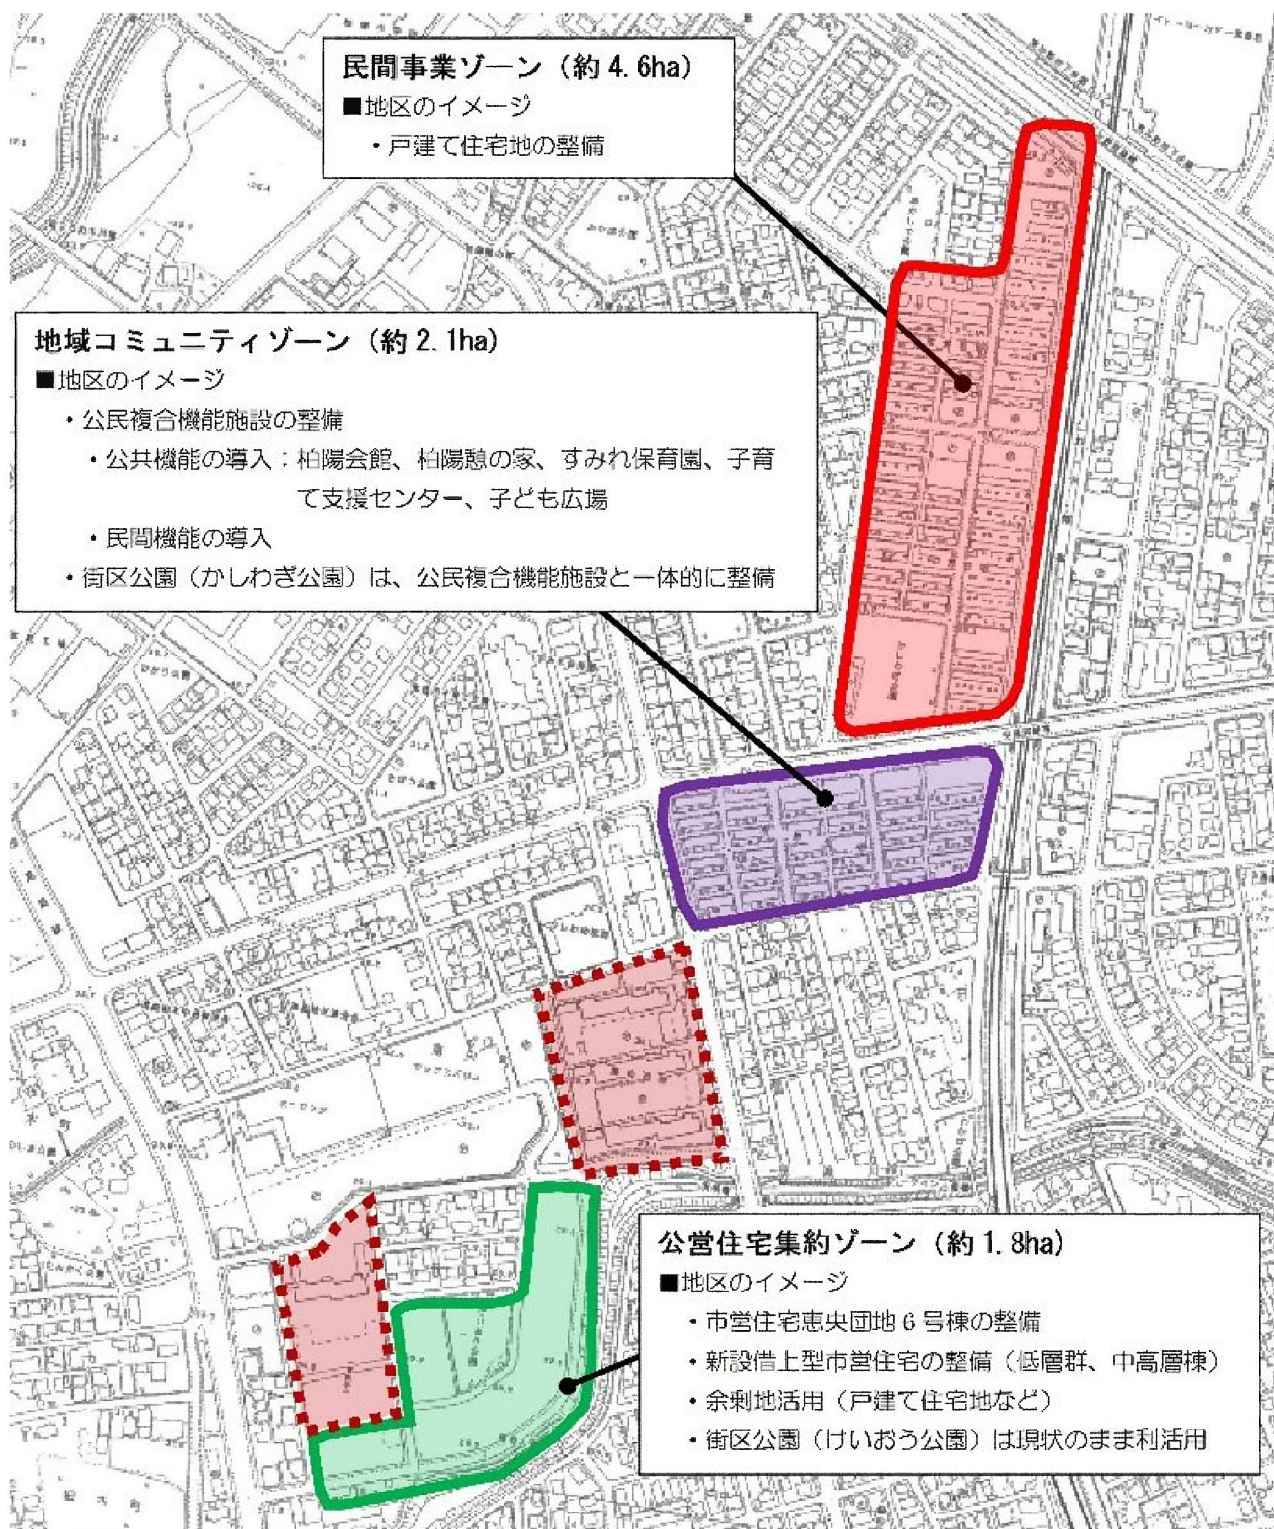 民間事業ゾーン（約4.6ha）
■地区のイメージ
・戸建て住宅地の整備
地域コミュニティゾーン（約2.1ha）
■地区のイメージ
・公民複合機能施設の整備
・公共機能の導入：柏陽会館、柏陽憩の家、すみれ保育園、子育
て支援センター、子ども広場
・民間機能の導入
・街区公園（かしわぎ公園）は、公民複合機能施設と一体的に整備
公営住宅集約ゾーン（約1.8ha）
■地区のイメージ
・市営住宅恵央団地6号棟の整備
・新設借上型市営住宅の整備（低層群、中高層棟）
・余剰地活用（戸建て住宅地など）
・街区公園（けいおう公園）は現状のまま利活用